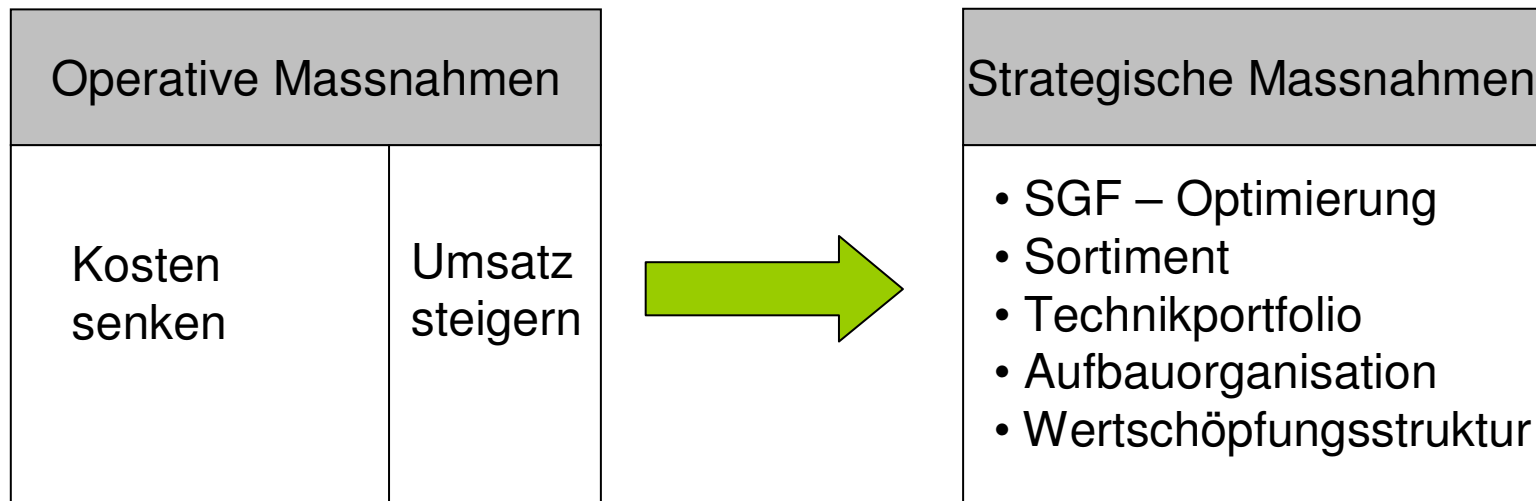 Operative Massnahmen
Kosten
senken
Umsatz
steigern
Strategische Massnahmen
• SGF – Optimierung
• Sortiment
• Technikportfolio
• Aufbauorganisation
• Wertschöpfungsstruktur